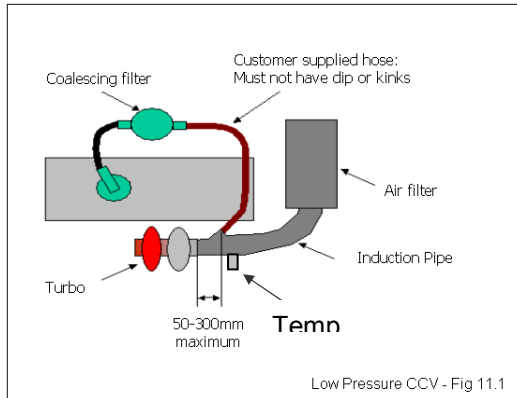 Customer supplied hose:
Must not have dip or kinks
Coalescing filter
Air filter
Induction Pipe
Turbo
50-300mm
maximum
Temp
Low Pressure CCV - Fig 11.1